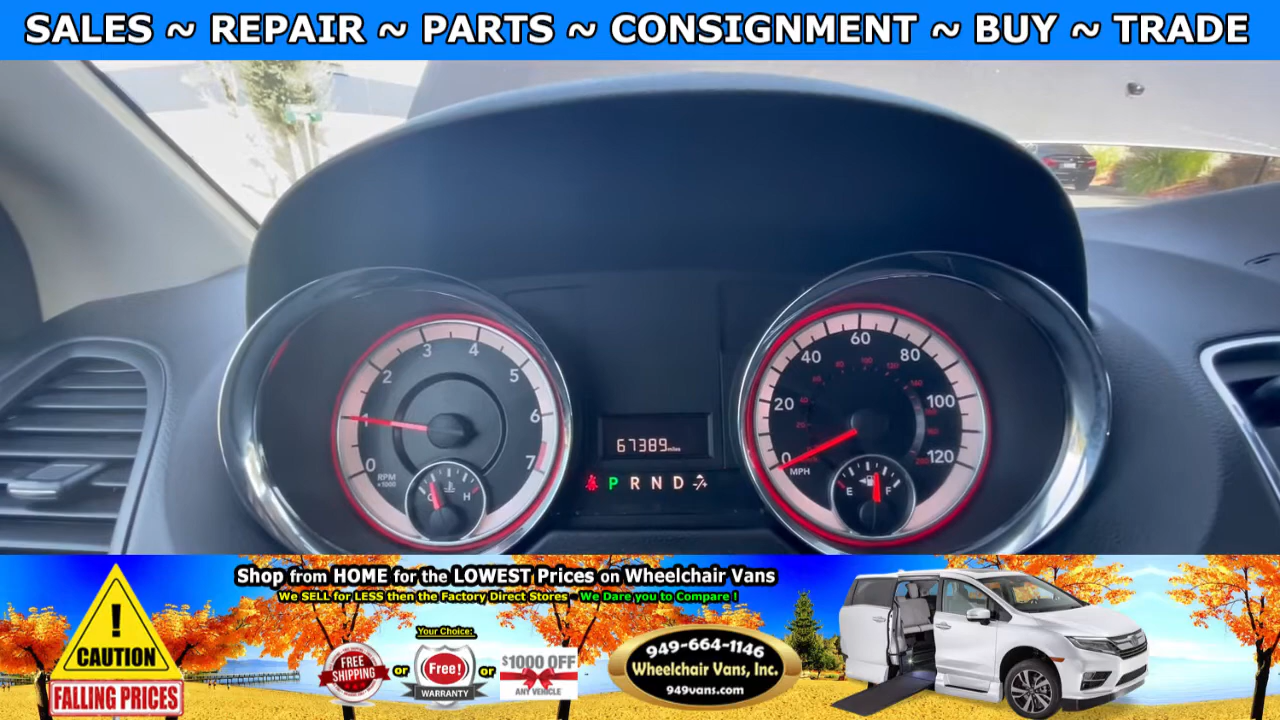 SALES ~ REPAIR ~ PARTS ~ CONSIGNMENT ~ BUY ~ TRADE
0 1 2 3 4 5 6 7
RPM
x1000
C H
67389 miles
P R N D
0 20 40 60 80 100 120
MPH
E F
Shop from HOME for the LOWEST Prices on Wheelchair Vans
We SELL for LESS then the Factory Direct Stores We Dare you to Compare !
!
CAUTION
FALLING PRICES
Your Choice:
FREE
SHIPPING
or
Free!
WARRANTY
or
$1000 OFF
ANY VEHICLE
949-664-1146
Wheelchair Vans, Inc.
949vans.com